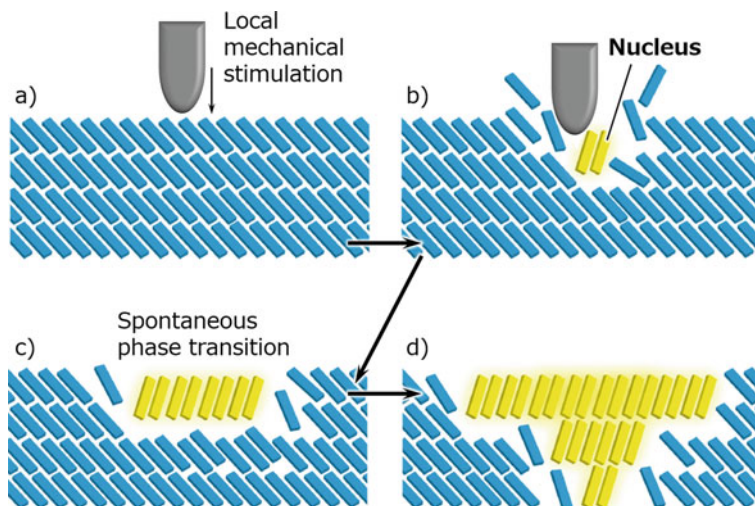 Local
mechanical
stimulation
a)
b)
Nucleus
Spontaneous
phase transition
c)
d)